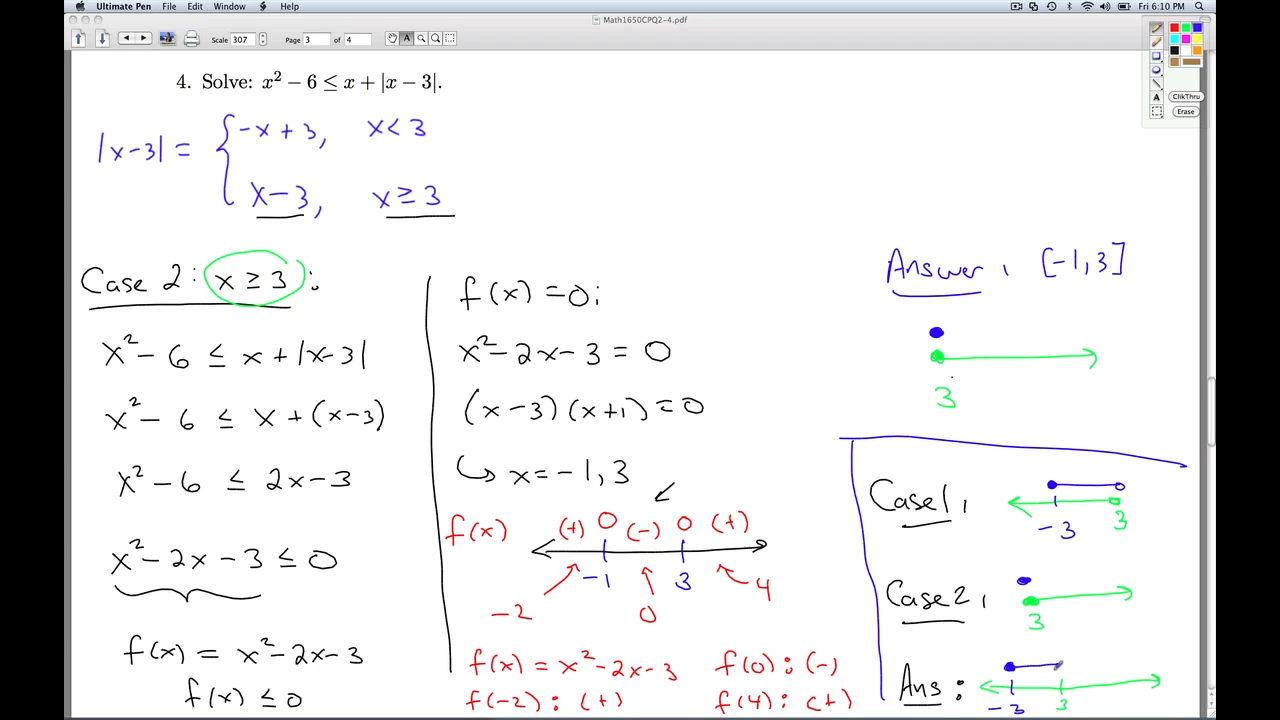 Ultimate Pen File Edit Window Help Fri 6:10 PM
Math1650CPQ2-4.pdf
Scale 307 Page 3 of 4
ClikThru
A
Erase
4. Solve: x² − 6 ≤ x + |x − 3|.
|x-3| = { -x + 3, x < 3
x - 3, x ≥ 3
Case 2: x ≥ 3:
x² - 6 ≤ x + |x-3|
x² - 6 ≤ x + (x-3)
x² - 6 ≤ 2x - 3
x² - 2x - 3 ≤ 0
f(x) = x² - 2x - 3
f(x) ≤ 0
f(x) = 0:
x² - 2x - 3 = 0
(x-3)(x+1) = 0
↪ x = -1, 3
f(x) (+) 0 (-) 0 (+)
-1 3
-2 0 4
f(x) = x² - 2x - 3 f(0): (-)
f(-2): (+) f(4): (+)
Answer: [-1, 3]
3
Case 1:
-3 3
Case 2:
3
Ans:
-3 3